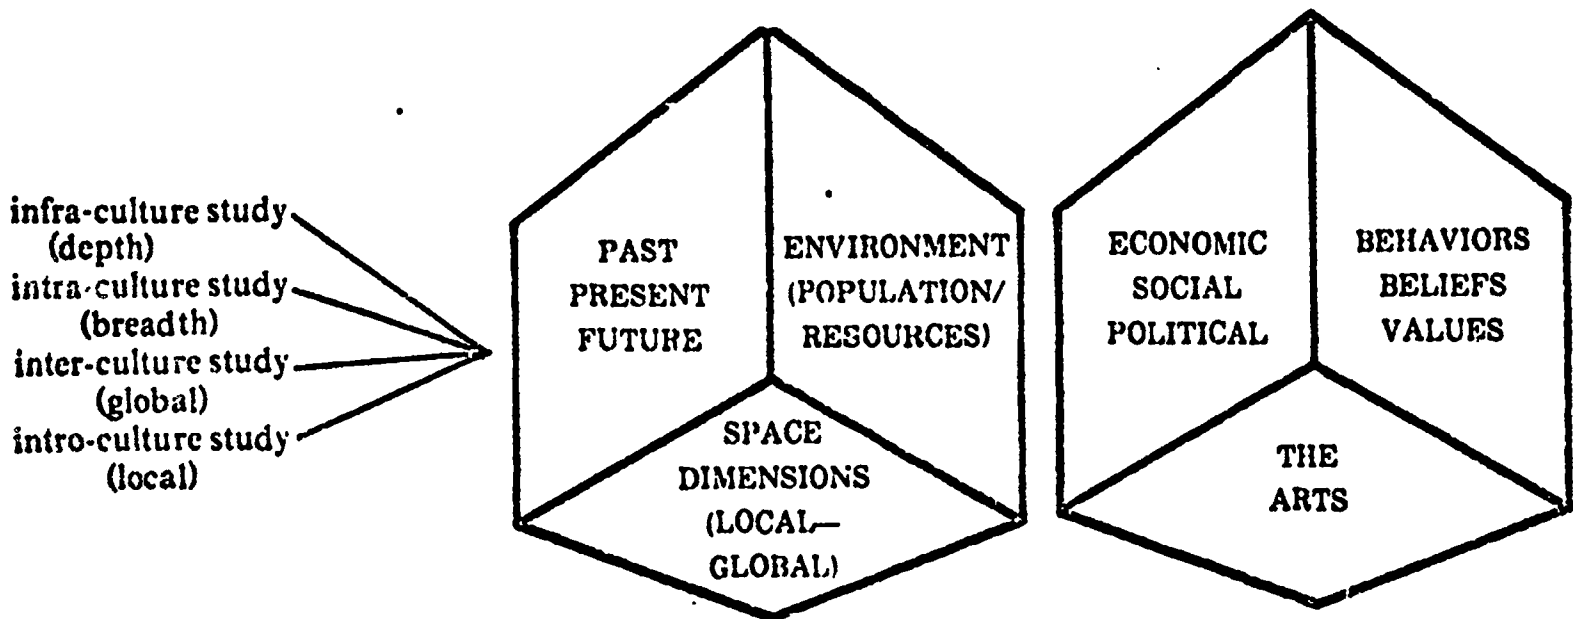 infra-culture study
(depth)
intra-culture study
(breadth)
inter-culture study
(global)
intro-culture study
(local)
PAST
PRESENT
FUTURE
ENVIRONMENT
(POPULATION/
RESOURCES)
SPACE
DIMENSIONS
(LOCAL—
GLOBAL)
ECONOMIC
SOCIAL
POLITICAL
BEHAVIORS
BELIEFS
VALUES
THE
ARTS